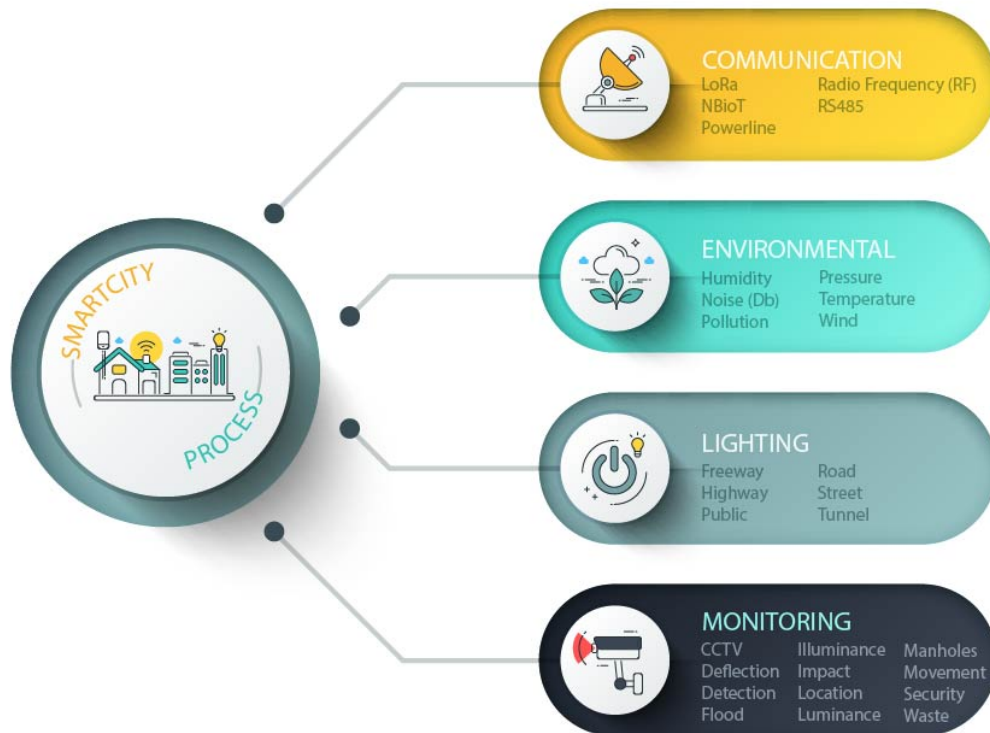 SMARTCITY
PROCESS
COMMUNICATION
LoRa
NBioT
Powerline
Radio Frequency (RF)
RS485
ENVIRONMENTAL
Humidity
Noise (Db)
Pollution
Pressure
Temperature
Wind
LIGHTING
Freeway
Highway
Public
Road
Street
Tunnel
MONITORING
CCTV
Deflection
Detection
Flood
Illuminance
Impact
Location
Luminance
Manholes
Movement
Security
Waste